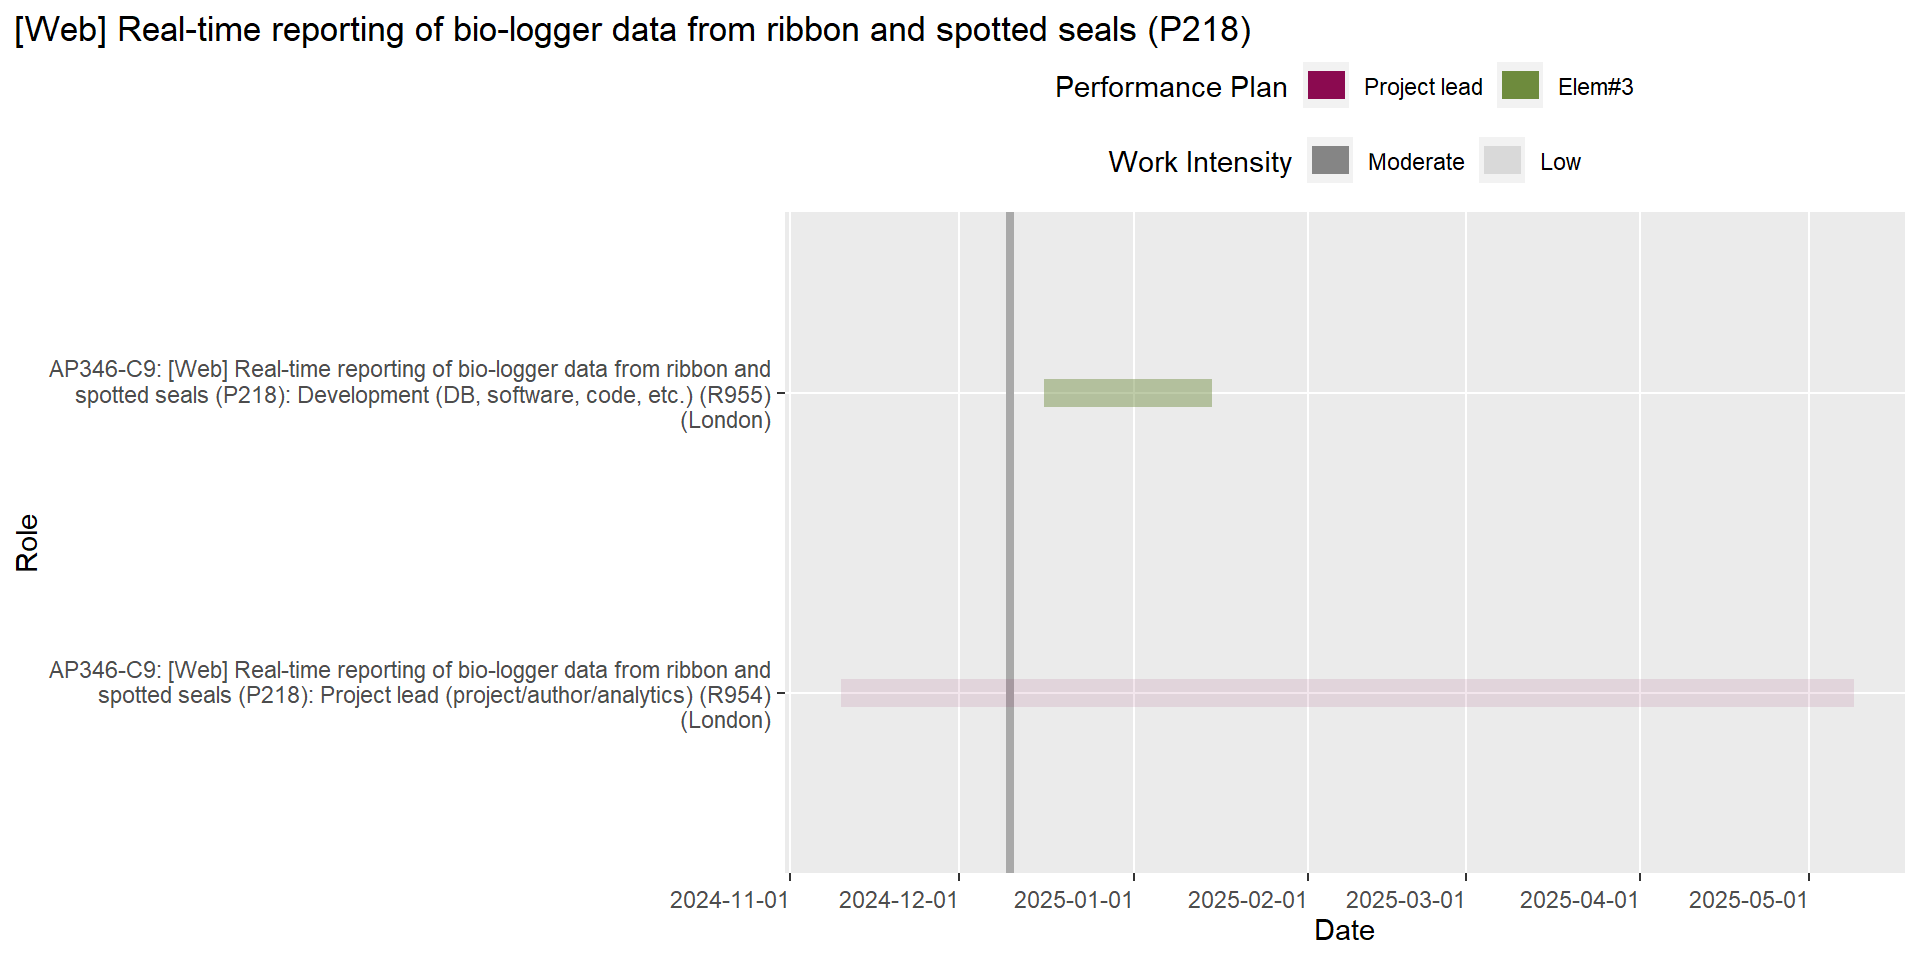 [Web] Real-time reporting of bio-logger data from ribbon and spotted seals (P218)
Performance Plan Project lead Elem#3
Work Intensity Moderate Low
AP346-C9: [Web] Real-time reporting of bio-logger data from ribbon and
spotted seals (P218): Development (DB, software, code, etc.) (R955)
(London)
Role
AP346-C9: [Web] Real-time reporting of bio-logger data from ribbon and
spotted seals (P218): Project lead (project/author/analytics) (R954)
(London)
2024-11-01 2024-12-01 2025-01-01 2025-02-01 2025-03-01 2025-04-01 2025-05-01
Date